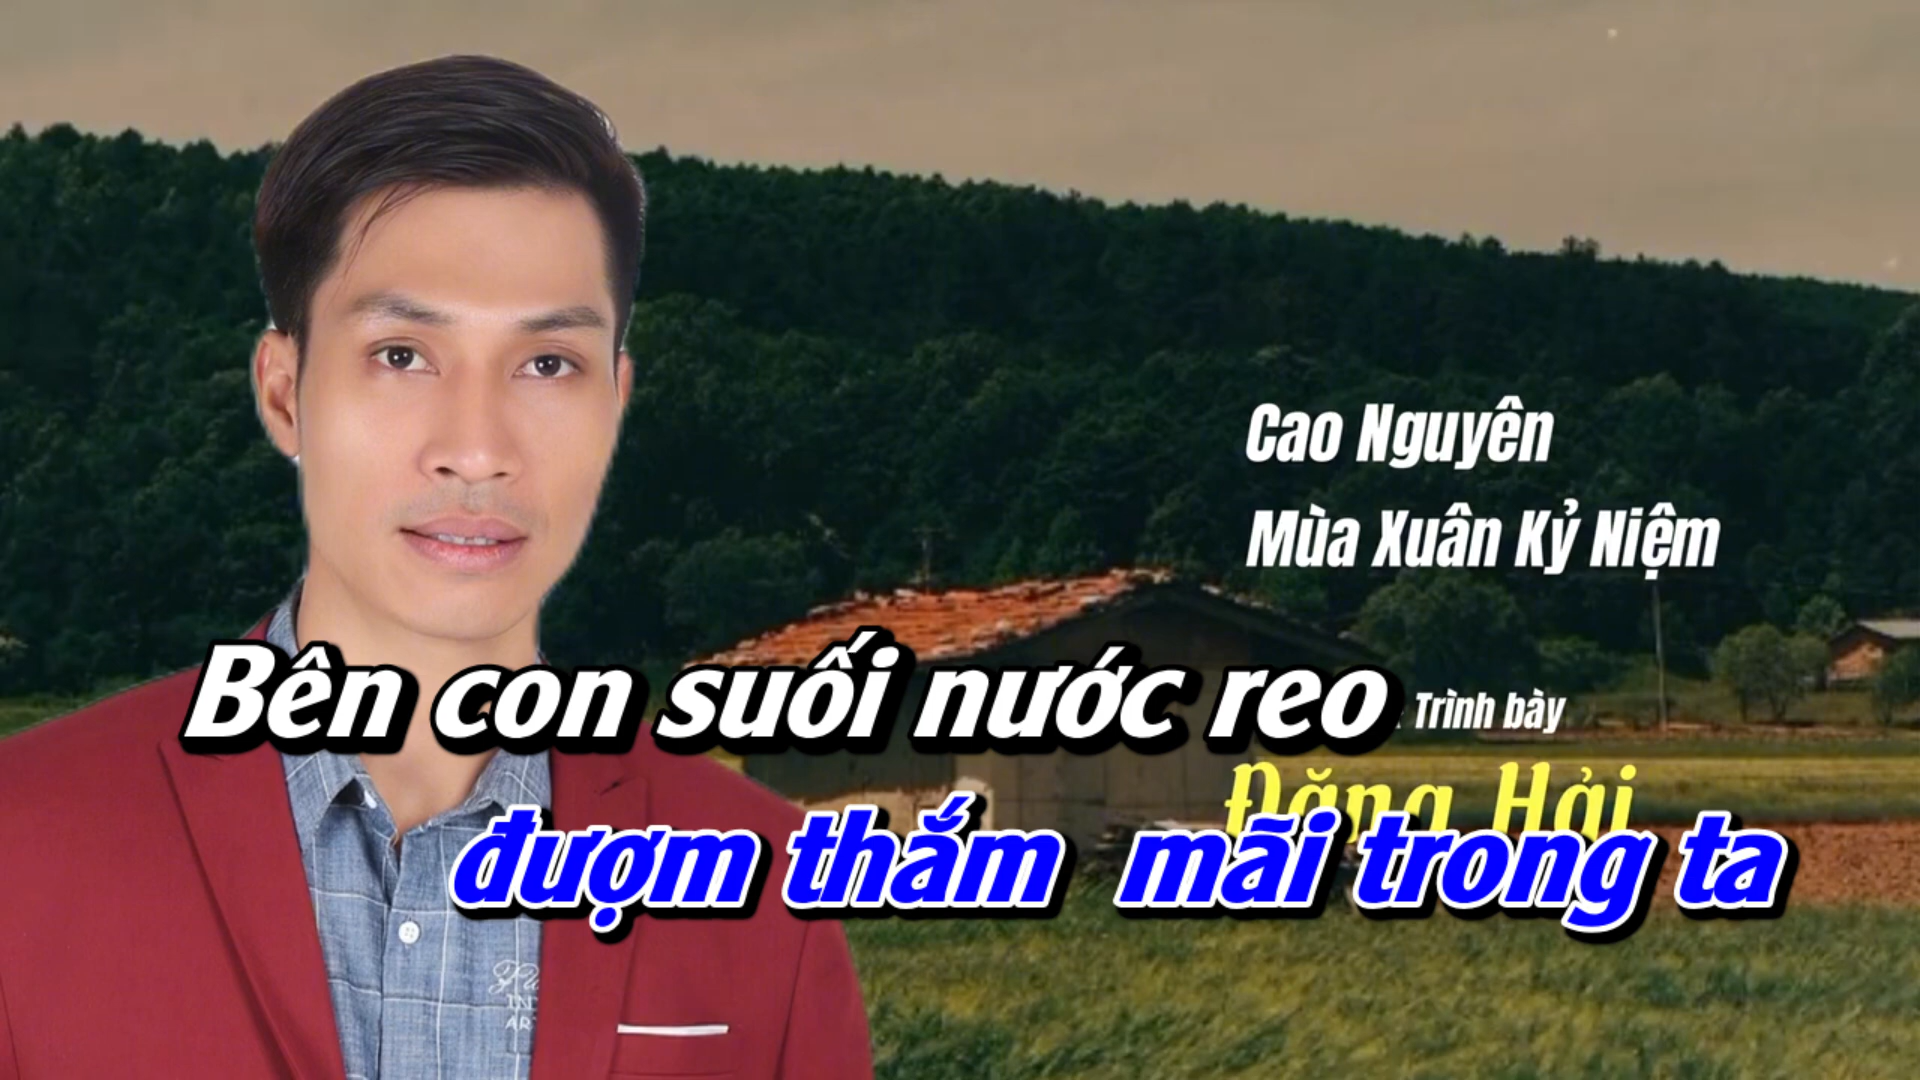 Cao Nguyên
Mùa Xuân Kỷ Niệm
Trình bày
Đặng Hải
Bên con suối nước reo
đượm thắm mãi trong ta